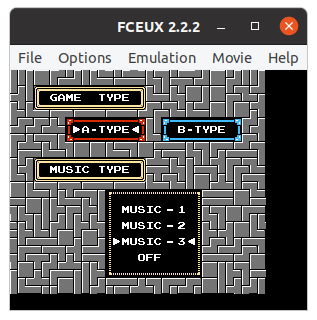 FCEUX 2.2.2
File Options Emulation Movie Help
GAME TYPE
▶A-TYPE◀ B-TYPE
MUSIC TYPE
MUSIC - 1
MUSIC - 2
▶MUSIC - 3◀
OFF